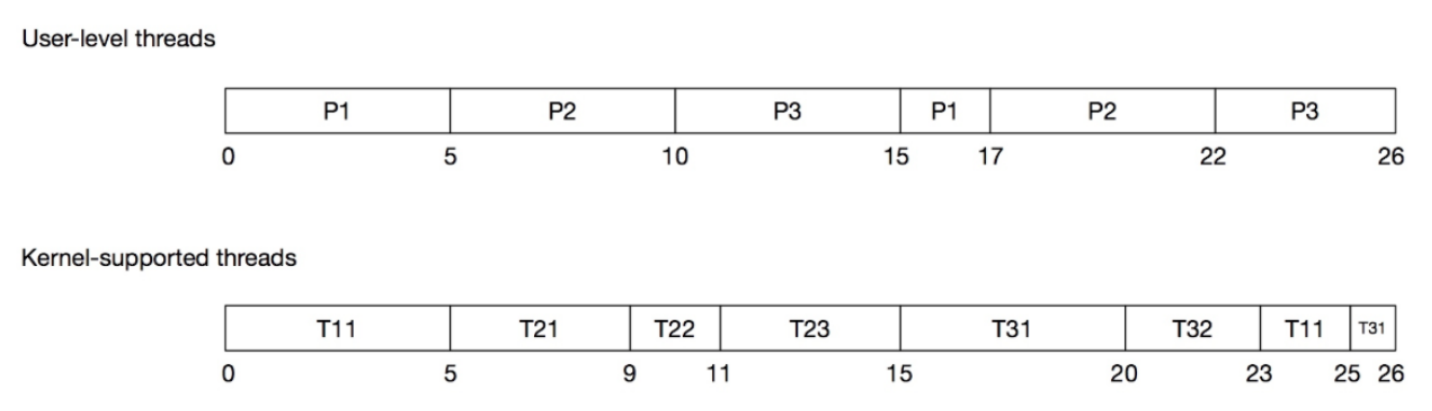 User-level threads
P1 P2 P3 P1 P2 P3
0 5 10 15 17 22 26
Kernel-supported threads
T11 T21 T22 T23 T31 T32 T11 T31
0 5 9 11 15 20 23 25 26